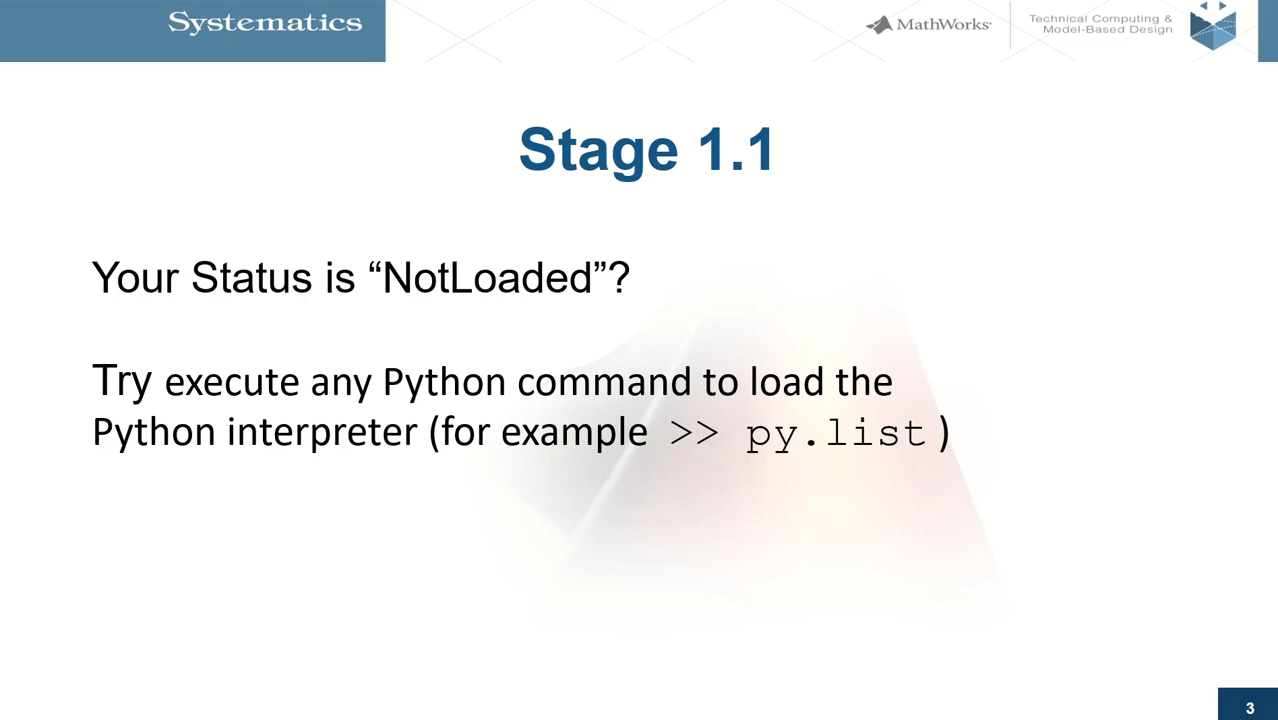 Systematics
MathWorks
Technical Computing &
Model-Based Design
Stage 1.1
Your Status is “NotLoaded”?
Try execute any Python command to load the
Python interpreter (for example >> py.list )
3